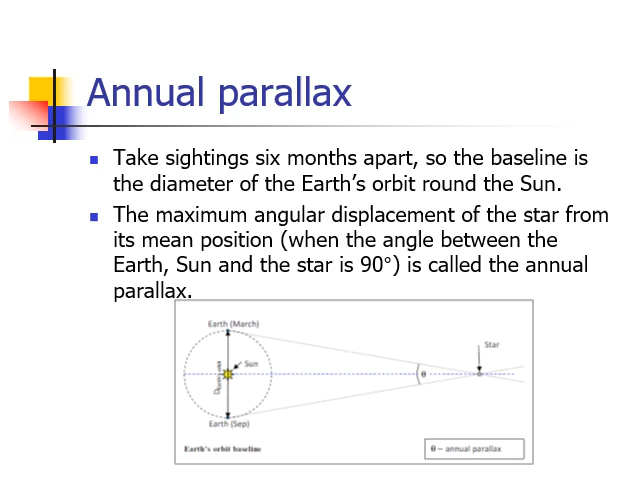 Annual parallax
Take sightings six months apart, so the baseline is
the diameter of the Earth’s orbit round the Sun.
The maximum angular displacement of the star from
its mean position (when the angle between the
Earth, Sun and the star is 90°) is called the annual
parallax.
Earth (March)
Star
Sun
θ
Earth (Sep)
Earth's orbit baseline
θ – annual parallax